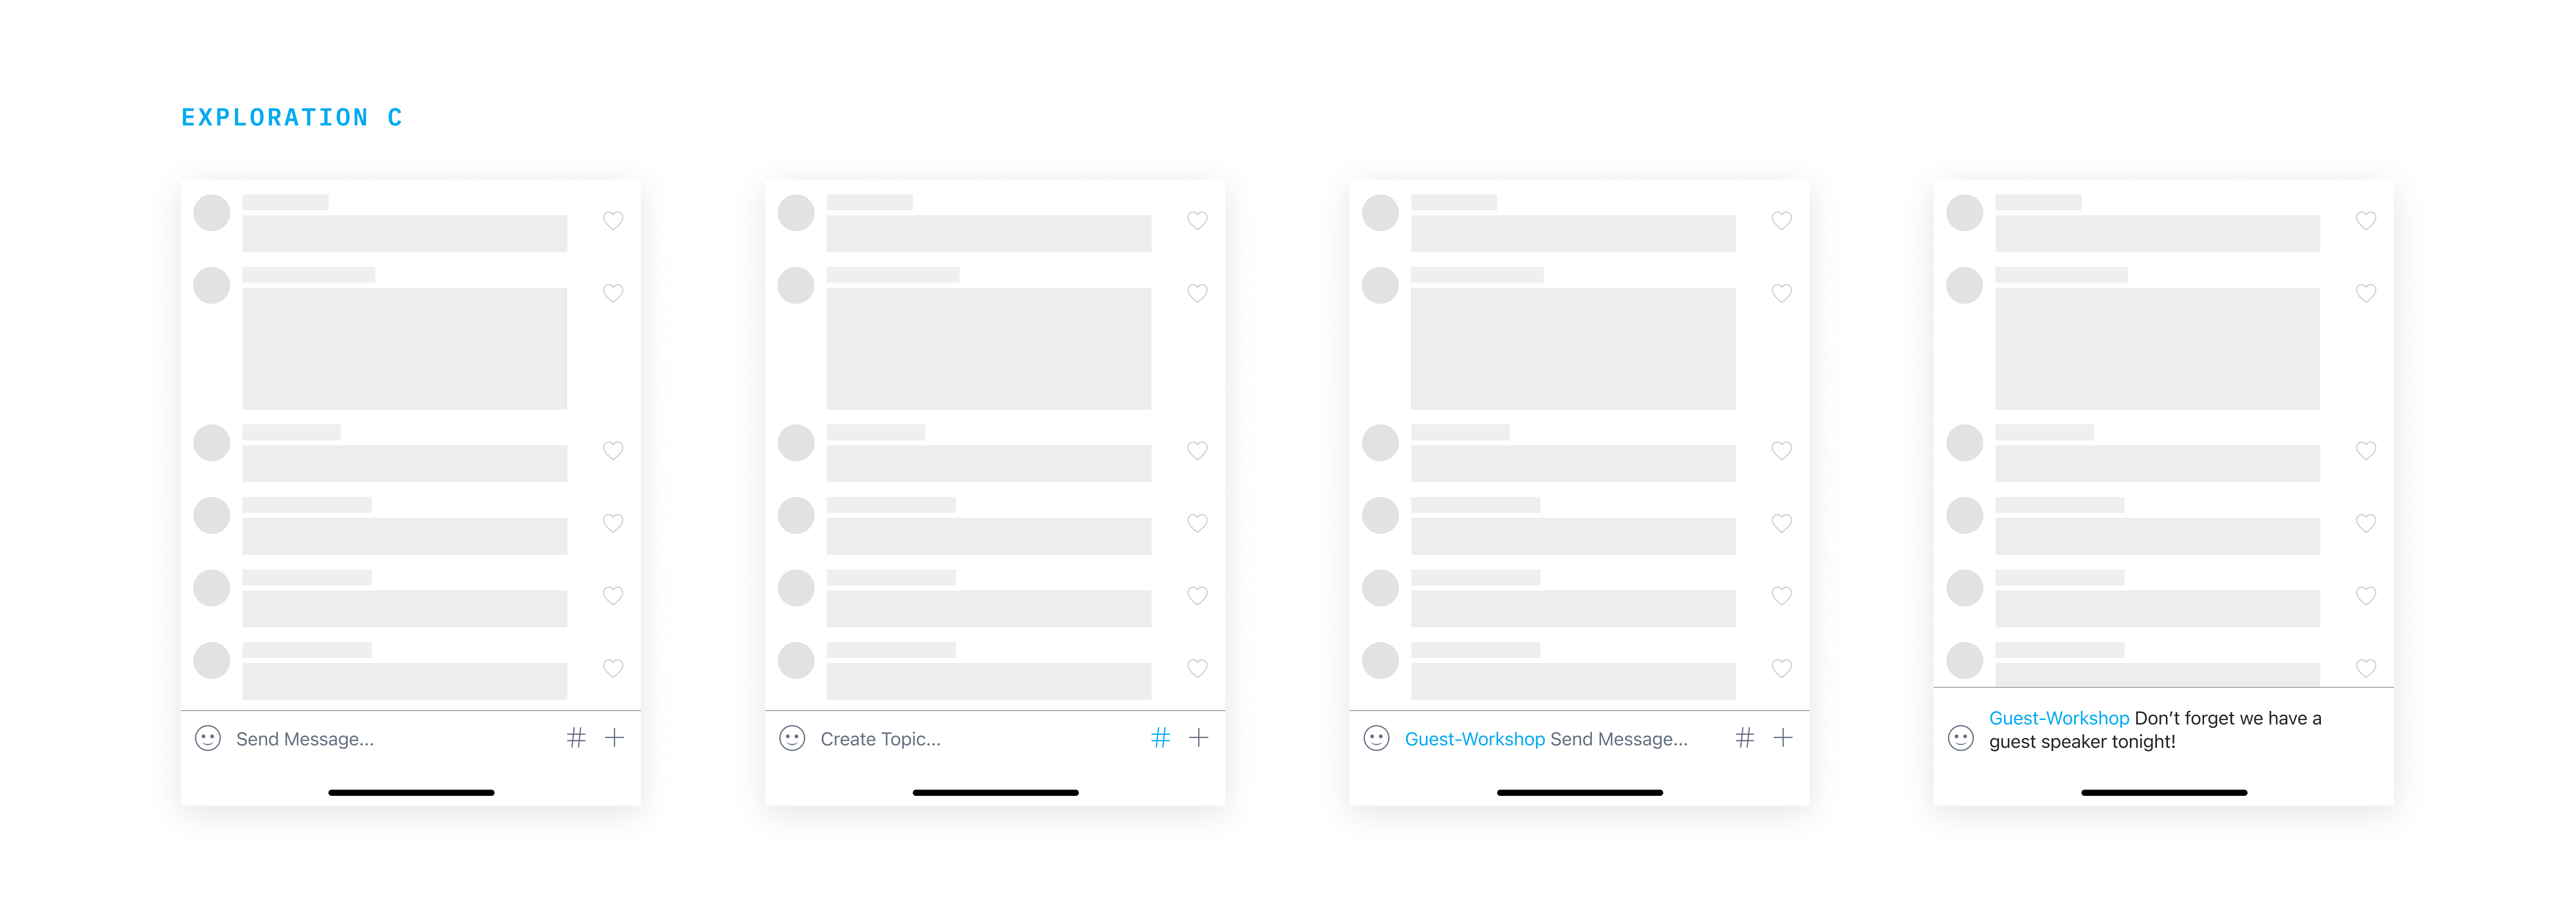 EXPLORATION C
Send Message...
#
Create Topic...
#
Guest-Workshop Send Message...
#
Guest-Workshop Don’t forget we have a
guest speaker tonight!